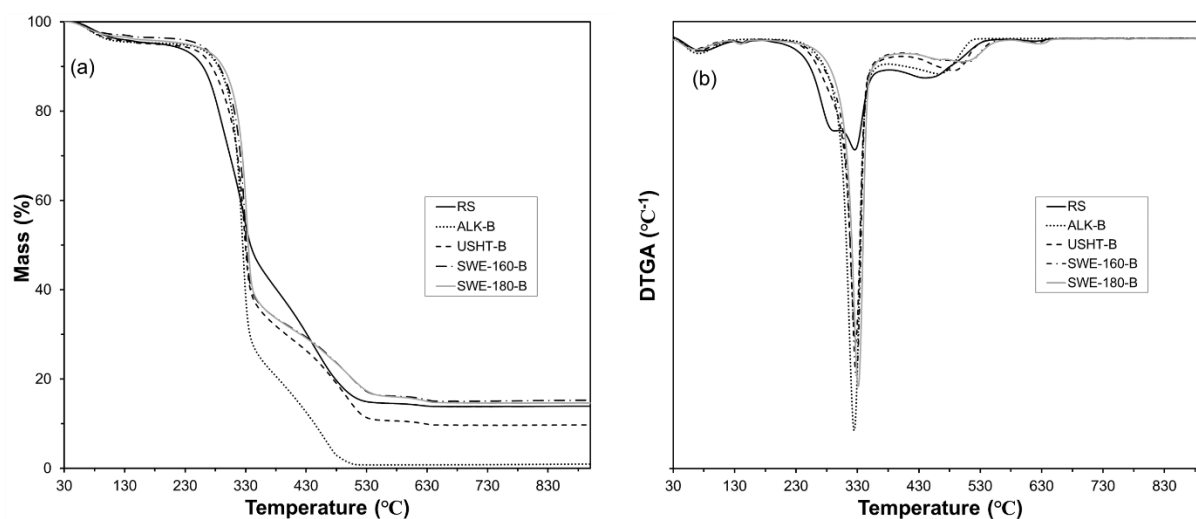 (a)
Mass (%)
100
80
60
40
20
0
RS
ALK-B
USHT-B
SWE-160-B
SWE-180-B
30 130 230 330 430 530 630 730 830
Temperature (°C)
(b)
DTGA (°C⁻¹)
RS
ALK-B
USHT-B
SWE-160-B
SWE-180-B
30 130 230 330 430 530 630 730 830
Temperature (°C)